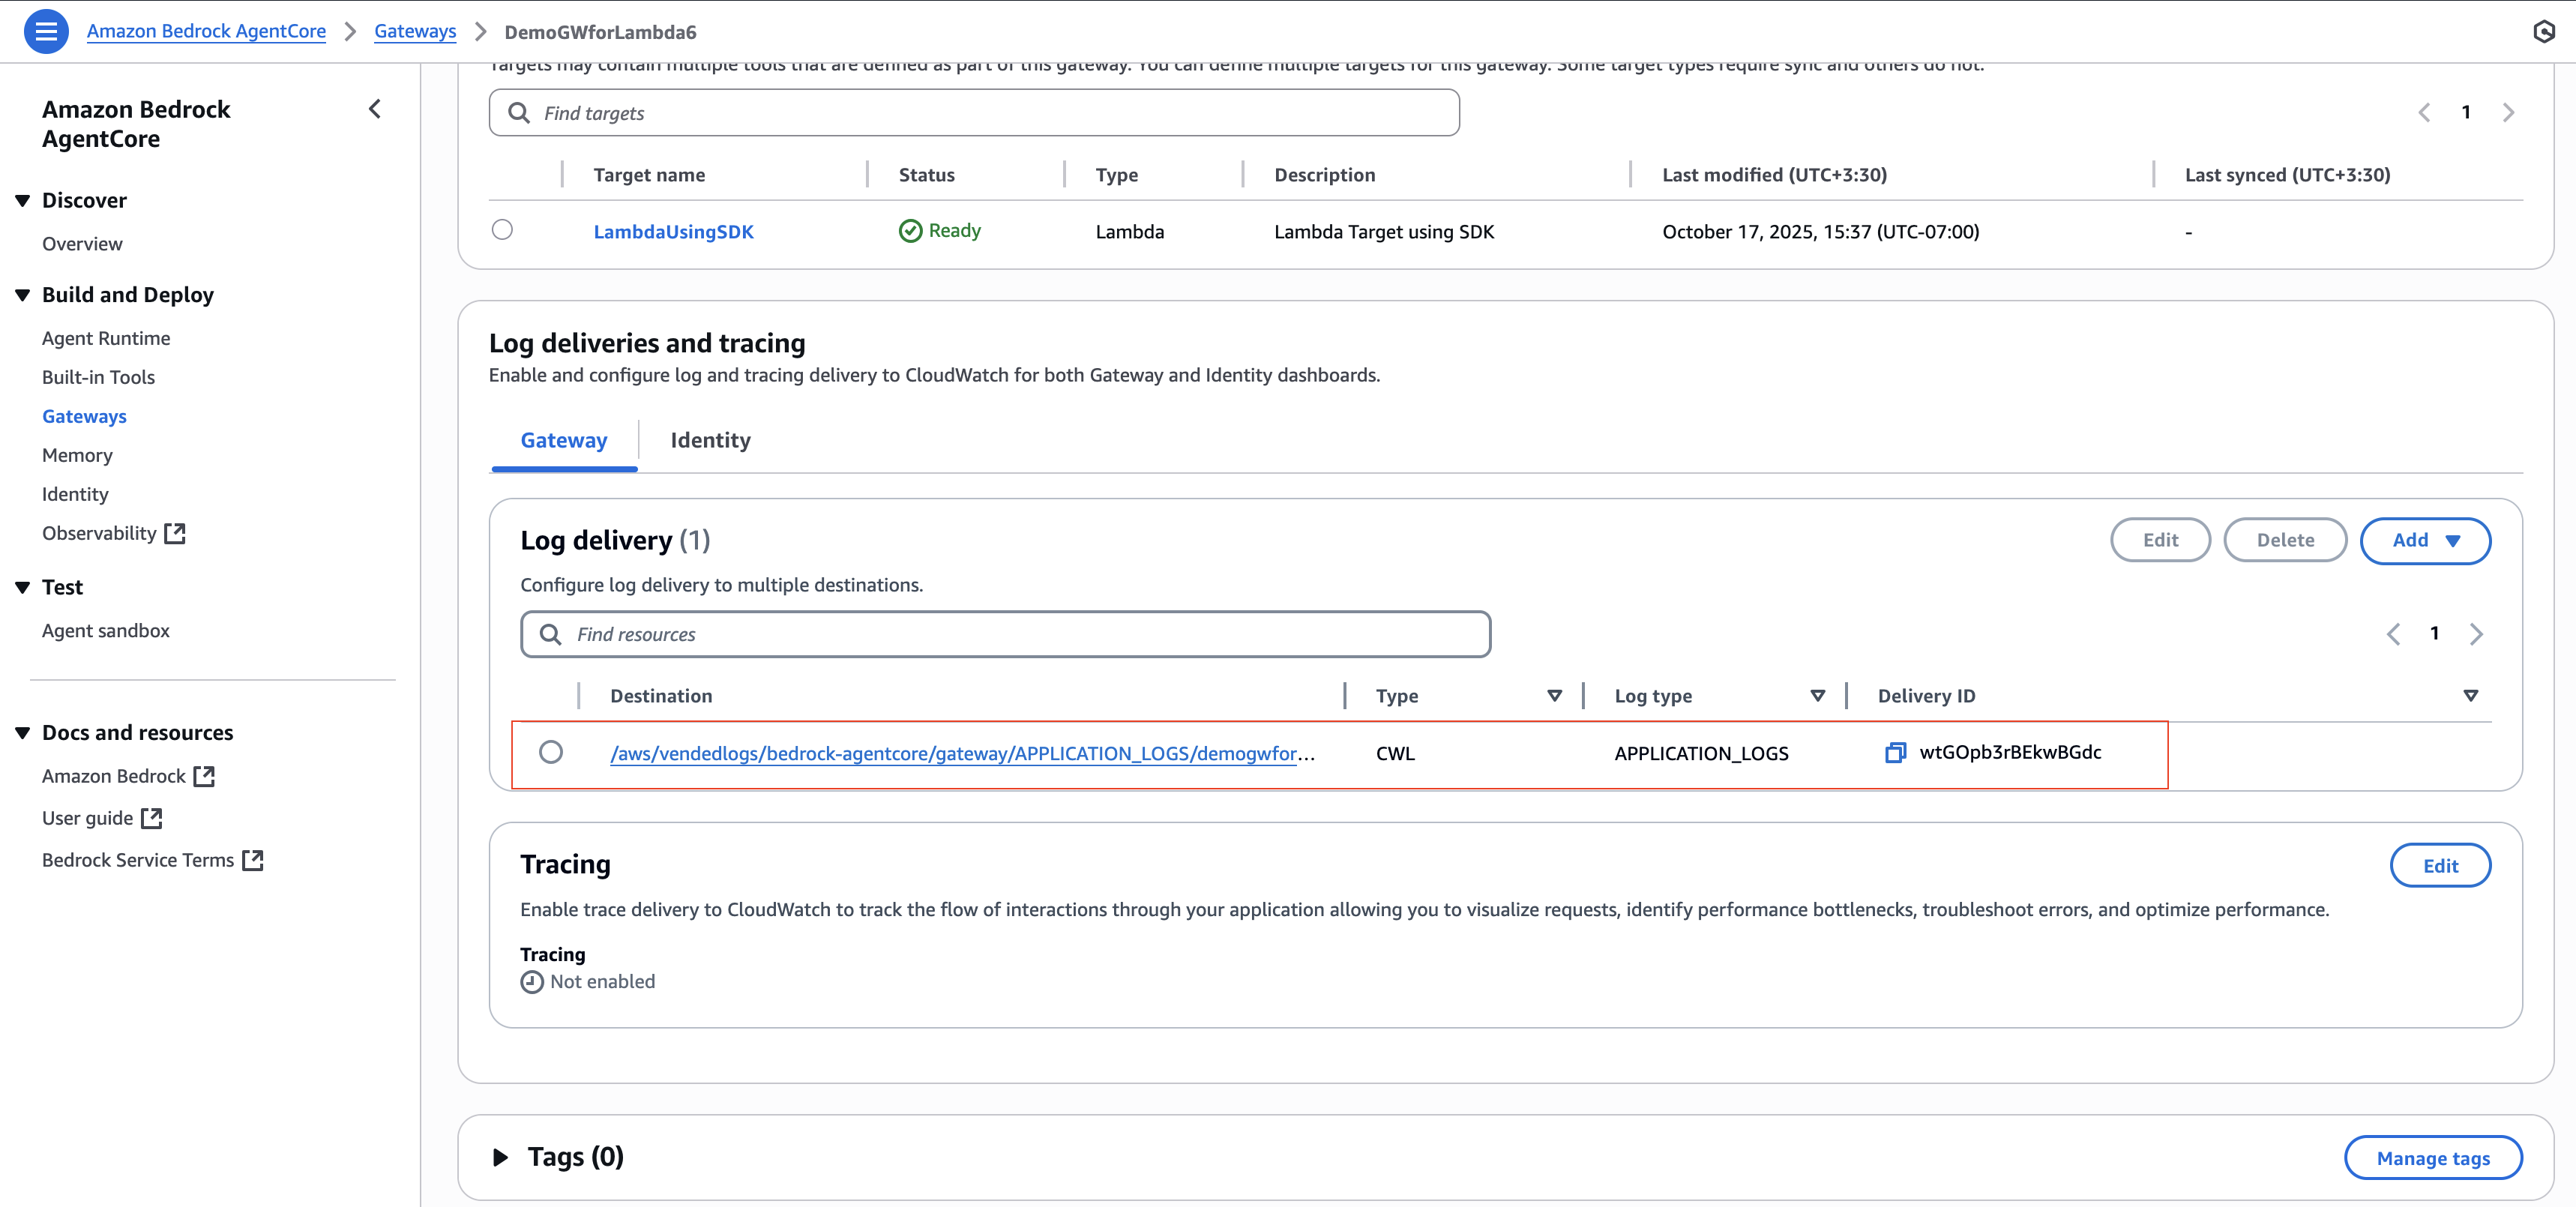 Amazon Bedrock AgentCore > Gateways > DemoGWforLambda6
Amazon Bedrock
AgentCore
Discover
Overview
Build and Deploy
Agent Runtime
Built-in Tools
Gateways
Memory
Identity
Observability
Test
Agent sandbox
Docs and resources
Amazon Bedrock
User guide
Bedrock Service Terms
Targets may contain multiple tools that are defined as part of this gateway. You can define multiple targets for this gateway. Some target types require sync and others do not.
Find targets
1
Target name Status Type Description Last modified (UTC+3:30) Last synced (UTC+3:30)
LambdaUsingSDK Ready Lambda Lambda Target using SDK October 17, 2025, 15:37 (UTC-07:00) -
Log deliveries and tracing
Enable and configure log and tracing delivery to CloudWatch for both Gateway and Identity dashboards.
Gateway Identity
Log delivery (1) Edit Delete Add
Configure log delivery to multiple destinations.
Find resources
1
Destination Type Log type Delivery ID
/aws/vendedlogs/bedrock-agentcore/gateway/APPLICATION_LOGS/demogwfor... CWL APPLICATION_LOGS wtGOpb3rBEkwBGdc
Tracing Edit
Enable trace delivery to CloudWatch to track the flow of interactions through your application allowing you to visualize requests, identify performance bottlenecks, troubleshoot errors, and optimize performance.
Tracing
Not enabled
Tags (0) Manage tags